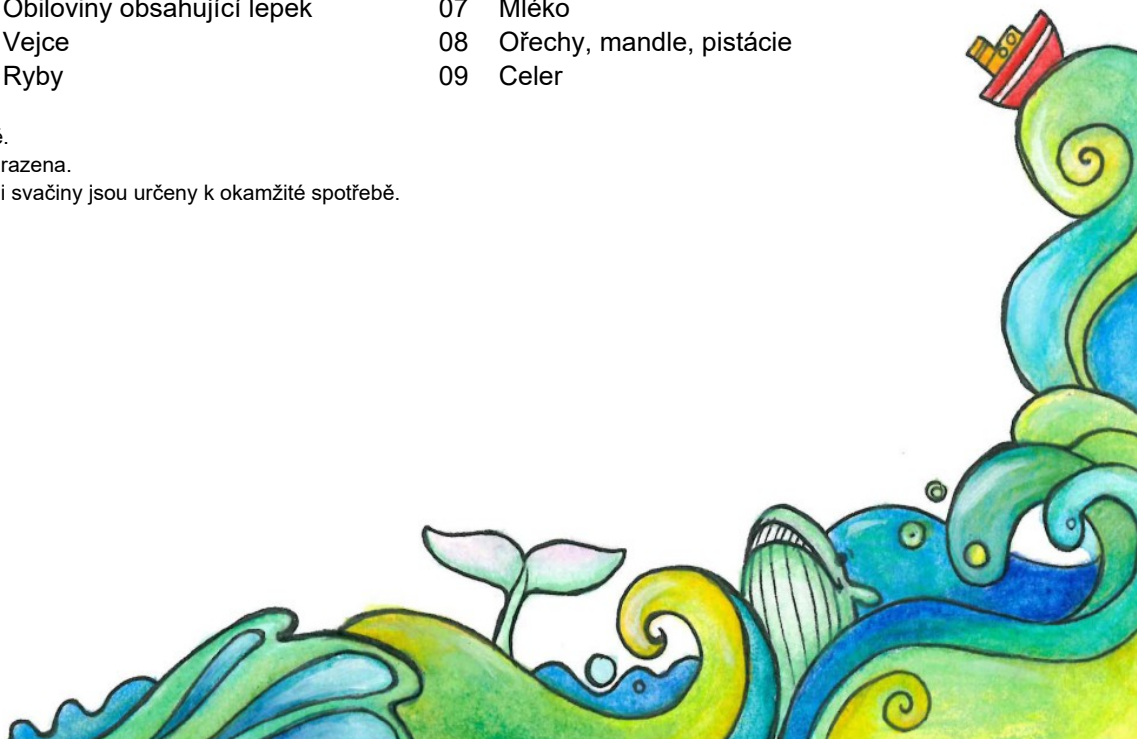 Obiloviny obsahující lepek 07 Mléko
Vejce 08 Ořechy, mandle, pistácie
Ryby 09 Celer
razena.
i svačiny jsou určeny k okamžité spotřebě.